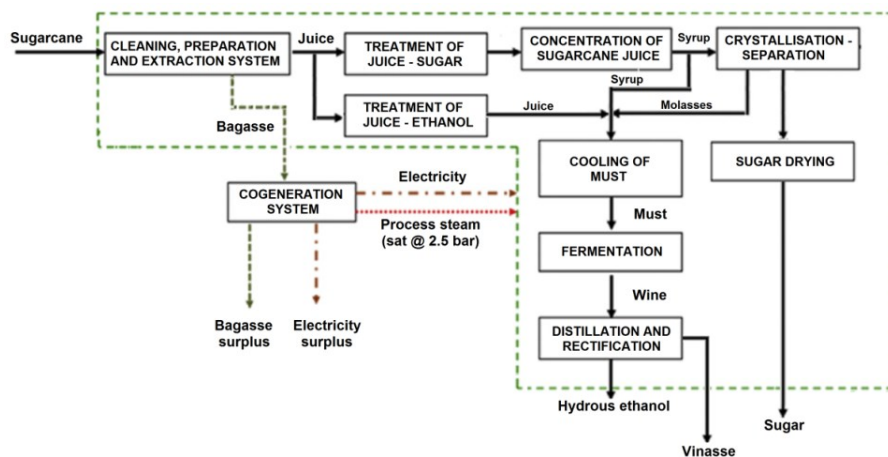 Sugarcane
CLEANING, PREPARATION
AND EXTRACTION SYSTEM
Juice
TREATMENT OF
JUICE - SUGAR
CONCENTRATION OF
SUGARCANE JUICE
Syrup
CRYSTALLISATION -
SEPARATION
Syrup
TREATMENT OF
JUICE - ETHANOL
Juice
Molasses
Bagasse
COOLING OF
MUST
SUGAR DRYING
COGENERATION
SYSTEM
Electricity
Process steam
(sat @ 2.5 bar)
Must
FERMENTATION
Wine
Bagasse
surplus
Electricity
surplus
DISTILLATION AND
RECTIFICATION
Hydrous ethanol
Sugar
Vinasse